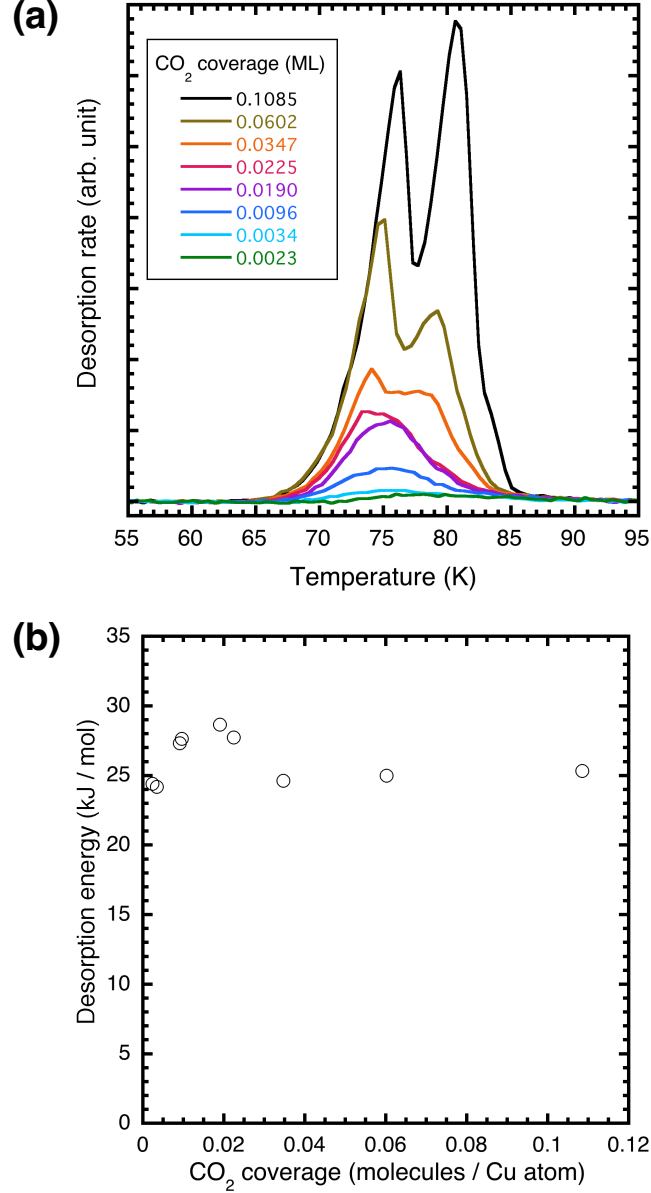 (a)
Desorption rate (arb. unit)
CO2 coverage (ML)
0.1085
0.0602
0.0347
0.0225
0.0190
0.0096
0.0034
0.0023
55 60 65 70 75 80 85 90 95
Temperature (K)
(b)
Desorption energy (kJ / mol)
35
30
25
20
15
10
5
0
0 0.02 0.04 0.06 0.08 0.1 0.12
CO2 coverage (molecules / Cu atom)